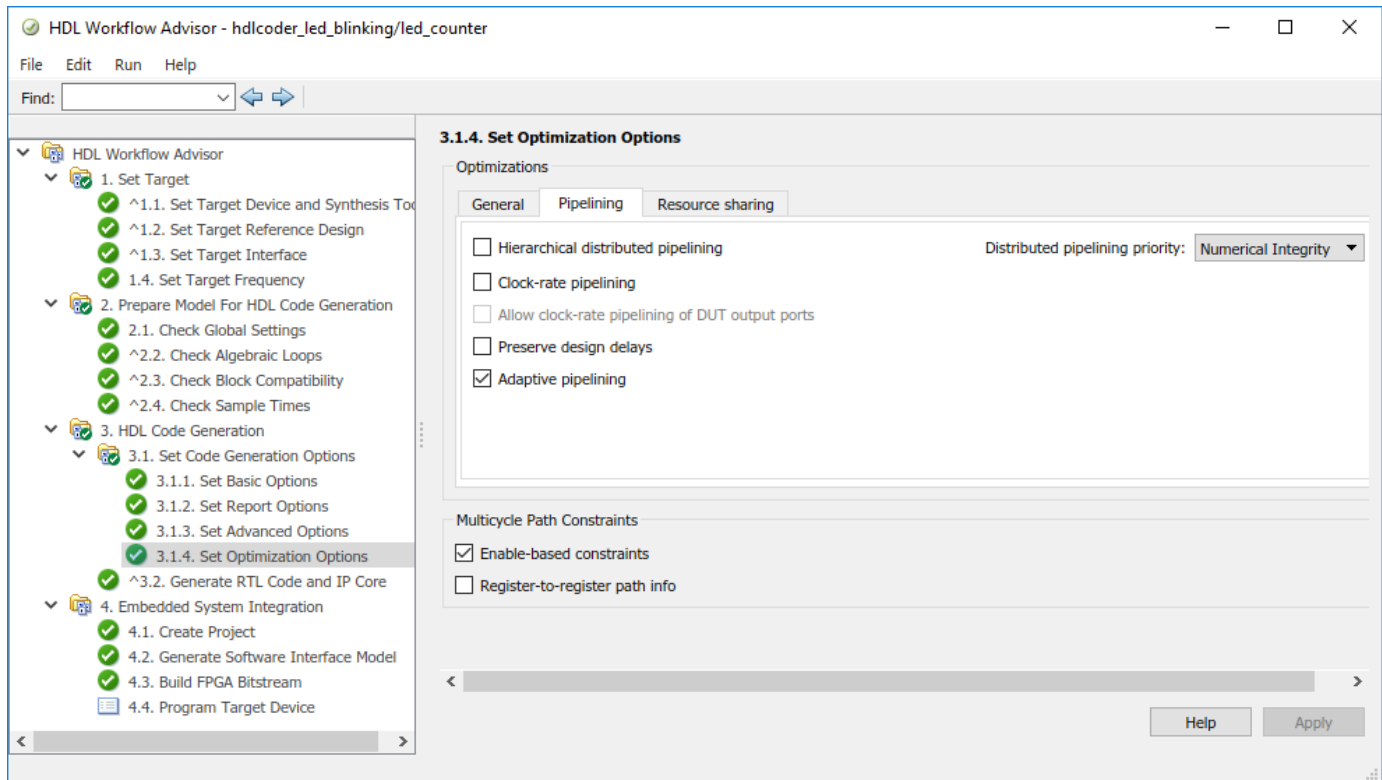 HDL Workflow Advisor - hdlcoder_led_blinking/led_counter
File Edit Run Help
Find:
HDL Workflow Advisor
1. Set Target
^1.1. Set Target Device and Synthesis Too
^1.2. Set Target Reference Design
^1.3. Set Target Interface
1.4. Set Target Frequency
2. Prepare Model For HDL Code Generation
2.1. Check Global Settings
^2.2. Check Algebraic Loops
^2.3. Check Block Compatibility
^2.4. Check Sample Times
3. HDL Code Generation
3.1. Set Code Generation Options
3.1.1. Set Basic Options
3.1.2. Set Report Options
3.1.3. Set Advanced Options
3.1.4. Set Optimization Options
^3.2. Generate RTL Code and IP Core
4. Embedded System Integration
4.1. Create Project
4.2. Generate Software Interface Model
4.3. Build FPGA Bitstream
4.4. Program Target Device
3.1.4. Set Optimization Options
Optimizations
General Pipelining Resource sharing
Hierarchical distributed pipelining Distributed pipelining priority: Numerical Integrity
Clock-rate pipelining
Allow clock-rate pipelining of DUT output ports
Preserve design delays
Adaptive pipelining
Multicycle Path Constraints
Enable-based constraints
Register-to-register path info
Help Apply